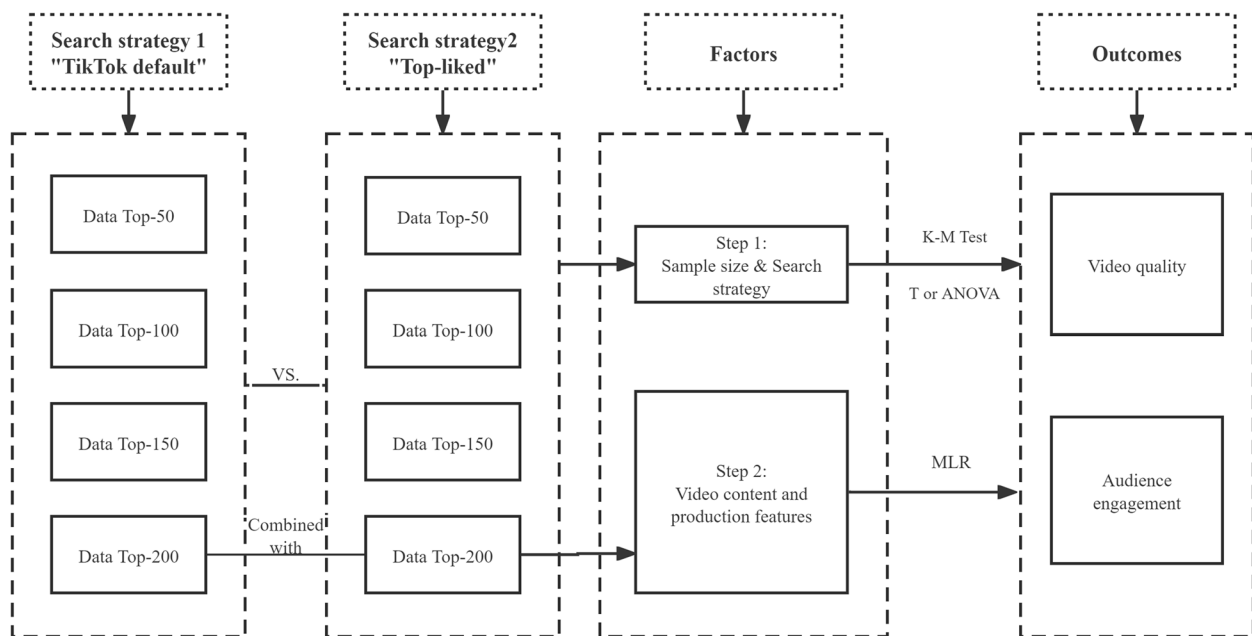 Search strategy 1
"TikTok default"
Search strategy2
"Top-liked"
Factors
Outcomes
Data Top-50
Data Top-100
Data Top-150
Data Top-200
VS.
Combined
with
Data Top-50
Data Top-100
Data Top-150
Data Top-200
Step 1:
Sample size & Search
strategy
Step 2:
Video content and
production features
K-M Test
T or ANOVA
MLR
Video quality
Audience
engagement